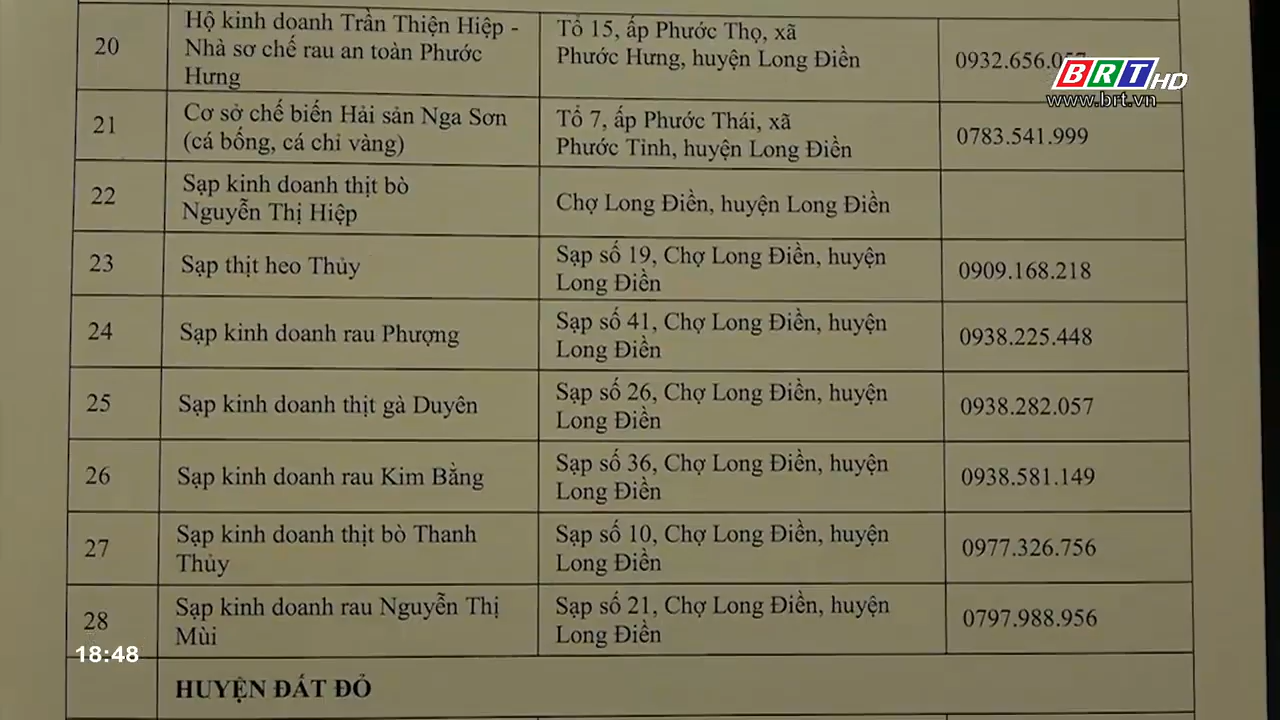 20
Hộ kinh doanh Trần Thiện Hiệp -
Nhà sơ chế rau an toàn Phước
Hưng
Tổ 15, ấp Phước Thọ, xã
Phước Hưng, huyện Long Điền
0932.656.057
BRT HD
www.brt.vn
21
Cơ sở chế biến Hải sản Nga Sơn
(cá bống, cá chỉ vàng)
Tổ 7, ấp Phước Thái, xã
Phước Tỉnh, huyện Long Điền
0783.541.999
22
Sạp kinh doanh thịt bò
Nguyễn Thị Hiệp
Chợ Long Điền, huyện Long Điền
23
Sạp thịt heo Thủy
Sạp số 19, Chợ Long Điền, huyện
Long Điền
0909.168.218
24
Sạp kinh doanh rau Phượng
Sạp số 41, Chợ Long Điền, huyện
Long Điền
0938.225.448
25
Sạp kinh doanh thịt gà Duyên
Sạp số 26, Chợ Long Điền, huyện
Long Điền
0938.282.057
26
Sạp kinh doanh rau Kim Bằng
Sạp số 36, Chợ Long Điền, huyện
Long Điền
0938.581.149
27
Sạp kinh doanh thịt bò Thanh
Thủy
Sạp số 10, Chợ Long Điền, huyện
Long Điền
0977.326.756
28
Sạp kinh doanh rau Nguyễn Thị
Mùi
Sạp số 21, Chợ Long Điền, huyện
Long Điền
0797.988.956
18:48
HUYỆN ĐẤT ĐỎ